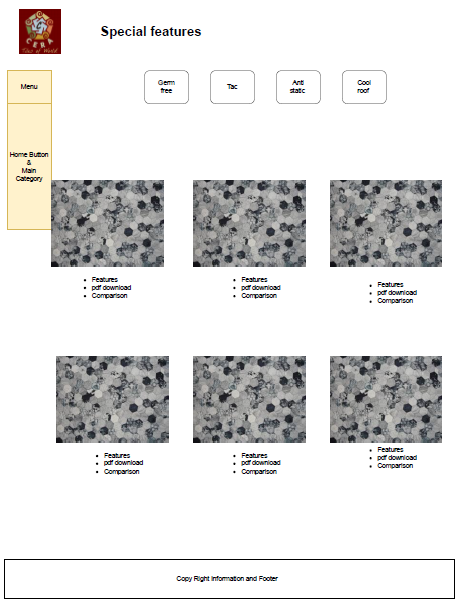 CERA
Tiles of World
Special features
Menu
Germ
free
Tac
Anti
static
Cool
roof
Home Button
&
Main
Category
• Features
• pdf download
• Comparison
• Features
• pdf download
• Comparison
• Features
• pdf download
• Comparison
• Features
• pdf download
• Comparison
• Features
• pdf download
• Comparison
• Features
• pdf download
• Comparison
Copy Right Information and Footer